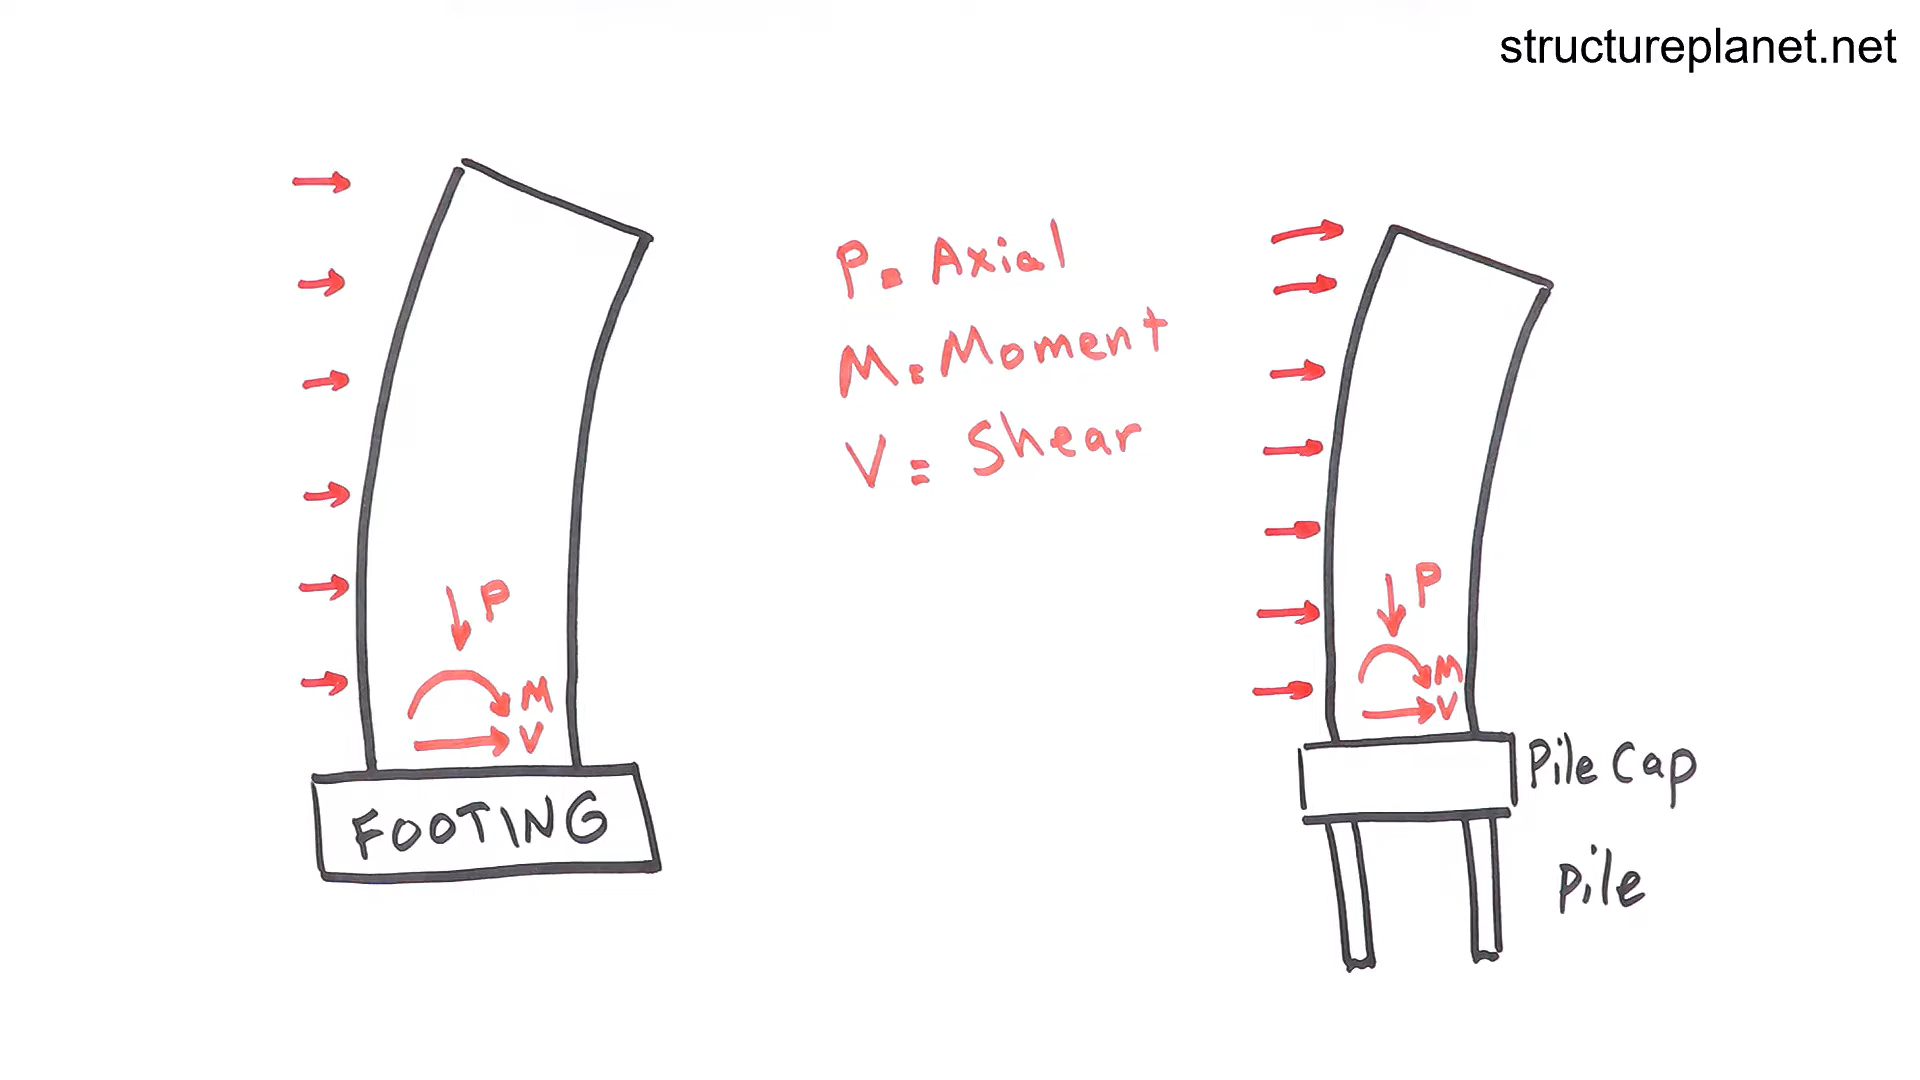 structureplanet.net
P= Axial
M= Moment
V= Shear
P
M
V
FOOTING
P
M
V
Pile Cap
Pile